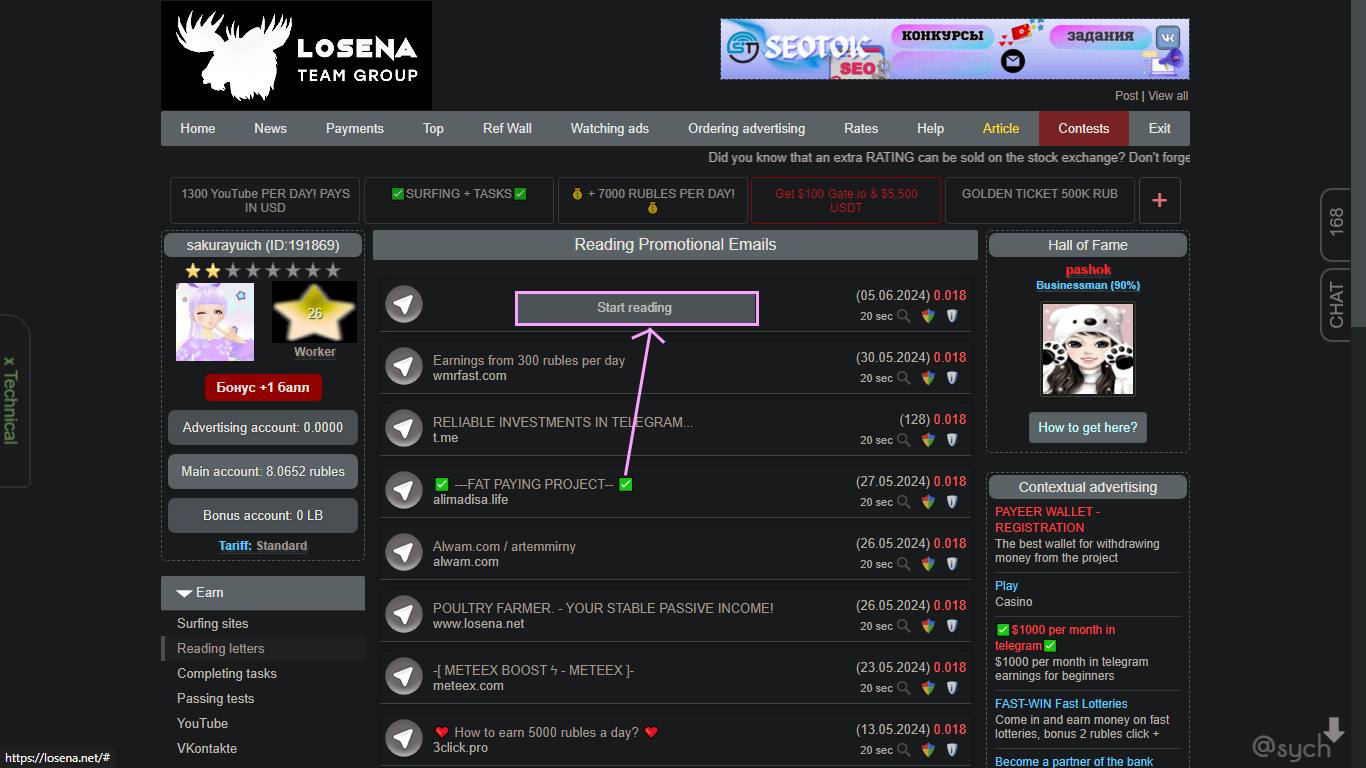 LOSENA
TEAM GROUP
SEOTOK
SEO
КОНКУРСЫ
ЗАДАНИЯ
Post | View all
Home
News
Payments
Top
Ref Wall
Watching ads
Ordering advertising
Rates
Help
Article
Contests
Exit
Did you know that an extra RATING can be sold on the stock exchange? Don't forge
1300 YouTube PER DAY! PAYS
IN USD
✅SURFING + TASKS✅
💰 + 7000 RUBLES PER DAY!
💰
Get $100 Gate.io & $5,500
USDT
GOLDEN TICKET 500K RUB
+
168
CHAT
x Technical
sakurayuich (ID:191869)
26
Worker
Бонус +1 балл
Advertising account: 0.0000
Main account: 8.0652 rubles
Bonus account: 0 LB
Tariff: Standard
Earn
Surfing sites
Reading letters
Completing tasks
Passing tests
YouTube
VKontakte
Reading Promotional Emails
Start reading
(05.06.2024) 0.018
20 sec
Earnings from 300 rubles per day
wmrfast.com
(30.05.2024) 0.018
20 sec
RELIABLE INVESTMENTS IN TELEGRAM...
t.me
(128) 0.018
20 sec
✅ ---FAT PAYING PROJECT-- ✅
alimadisa.life
(27.05.2024) 0.018
20 sec
Alwam.com / artemmirny
alwam.com
(26.05.2024) 0.018
20 sec
POULTRY FARMER. - YOUR STABLE PASSIVE INCOME!
www.losena.net
(26.05.2024) 0.018
20 sec
-[ METEEX BOOST ϟ - METEEX ]-
meteex.com
(23.05.2024) 0.018
20 sec
❤️ How to earn 5000 rubles a day? ❤️
3click.pro
(13.05.2024) 0.018
20 sec
Hall of Fame
pashok
Businessman (90%)
How to get here?
Contextual advertising
PAYEER WALLET -
REGISTRATION
The best wallet for withdrawing
money from the project
Play
Casino
✅$1000 per month in
telegram✅
$1000 per month in telegram
earnings for beginners
FAST-WIN Fast Lotteries
Come in and earn money on fast
lotteries, bonus 2 rubles click +
Become a partner of the bank
@sych
https://losena.net/#